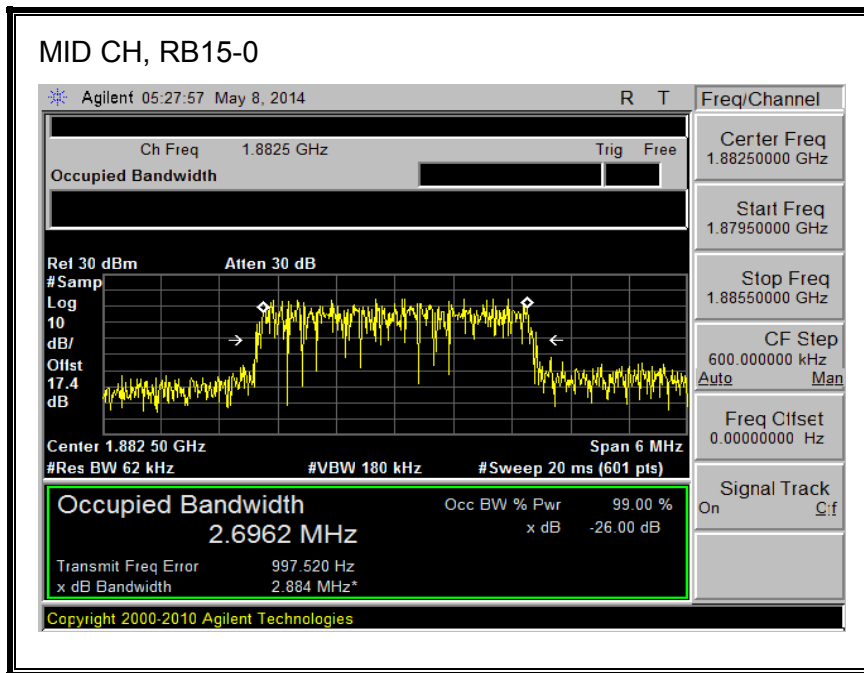 MID CH, RB15-0
Agilent 05:27:57 May 8, 2014 R T
Freq/Channel
Ch Freq 1.8825 GHz Trig Free
Occupied Bandwidth
Center Freq
1.88250000 GHz
Start Freq
1.87950000 GHz
Stop Freq
1.88550000 GHz
CF Step
600.000000 kHz
Auto Man
Freq Offset
0.00000000 Hz
Signal Track
On Off
Ref 30 dBm Atten 30 dB
#Samp
Log
10
dB/
Offst
17.4
dB
Center 1.882 50 GHz Span 6 MHz
#Res BW 62 kHz #VBW 180 kHz #Sweep 20 ms (601 pts)
Occupied Bandwidth Occ BW % Pwr 99.00 %
2.6962 MHz x dB -26.00 dB
Transmit Freq Error 997.520 Hz
x dB Bandwidth 2.884 MHz*
Copyright 2000-2010 Agilent Technologies